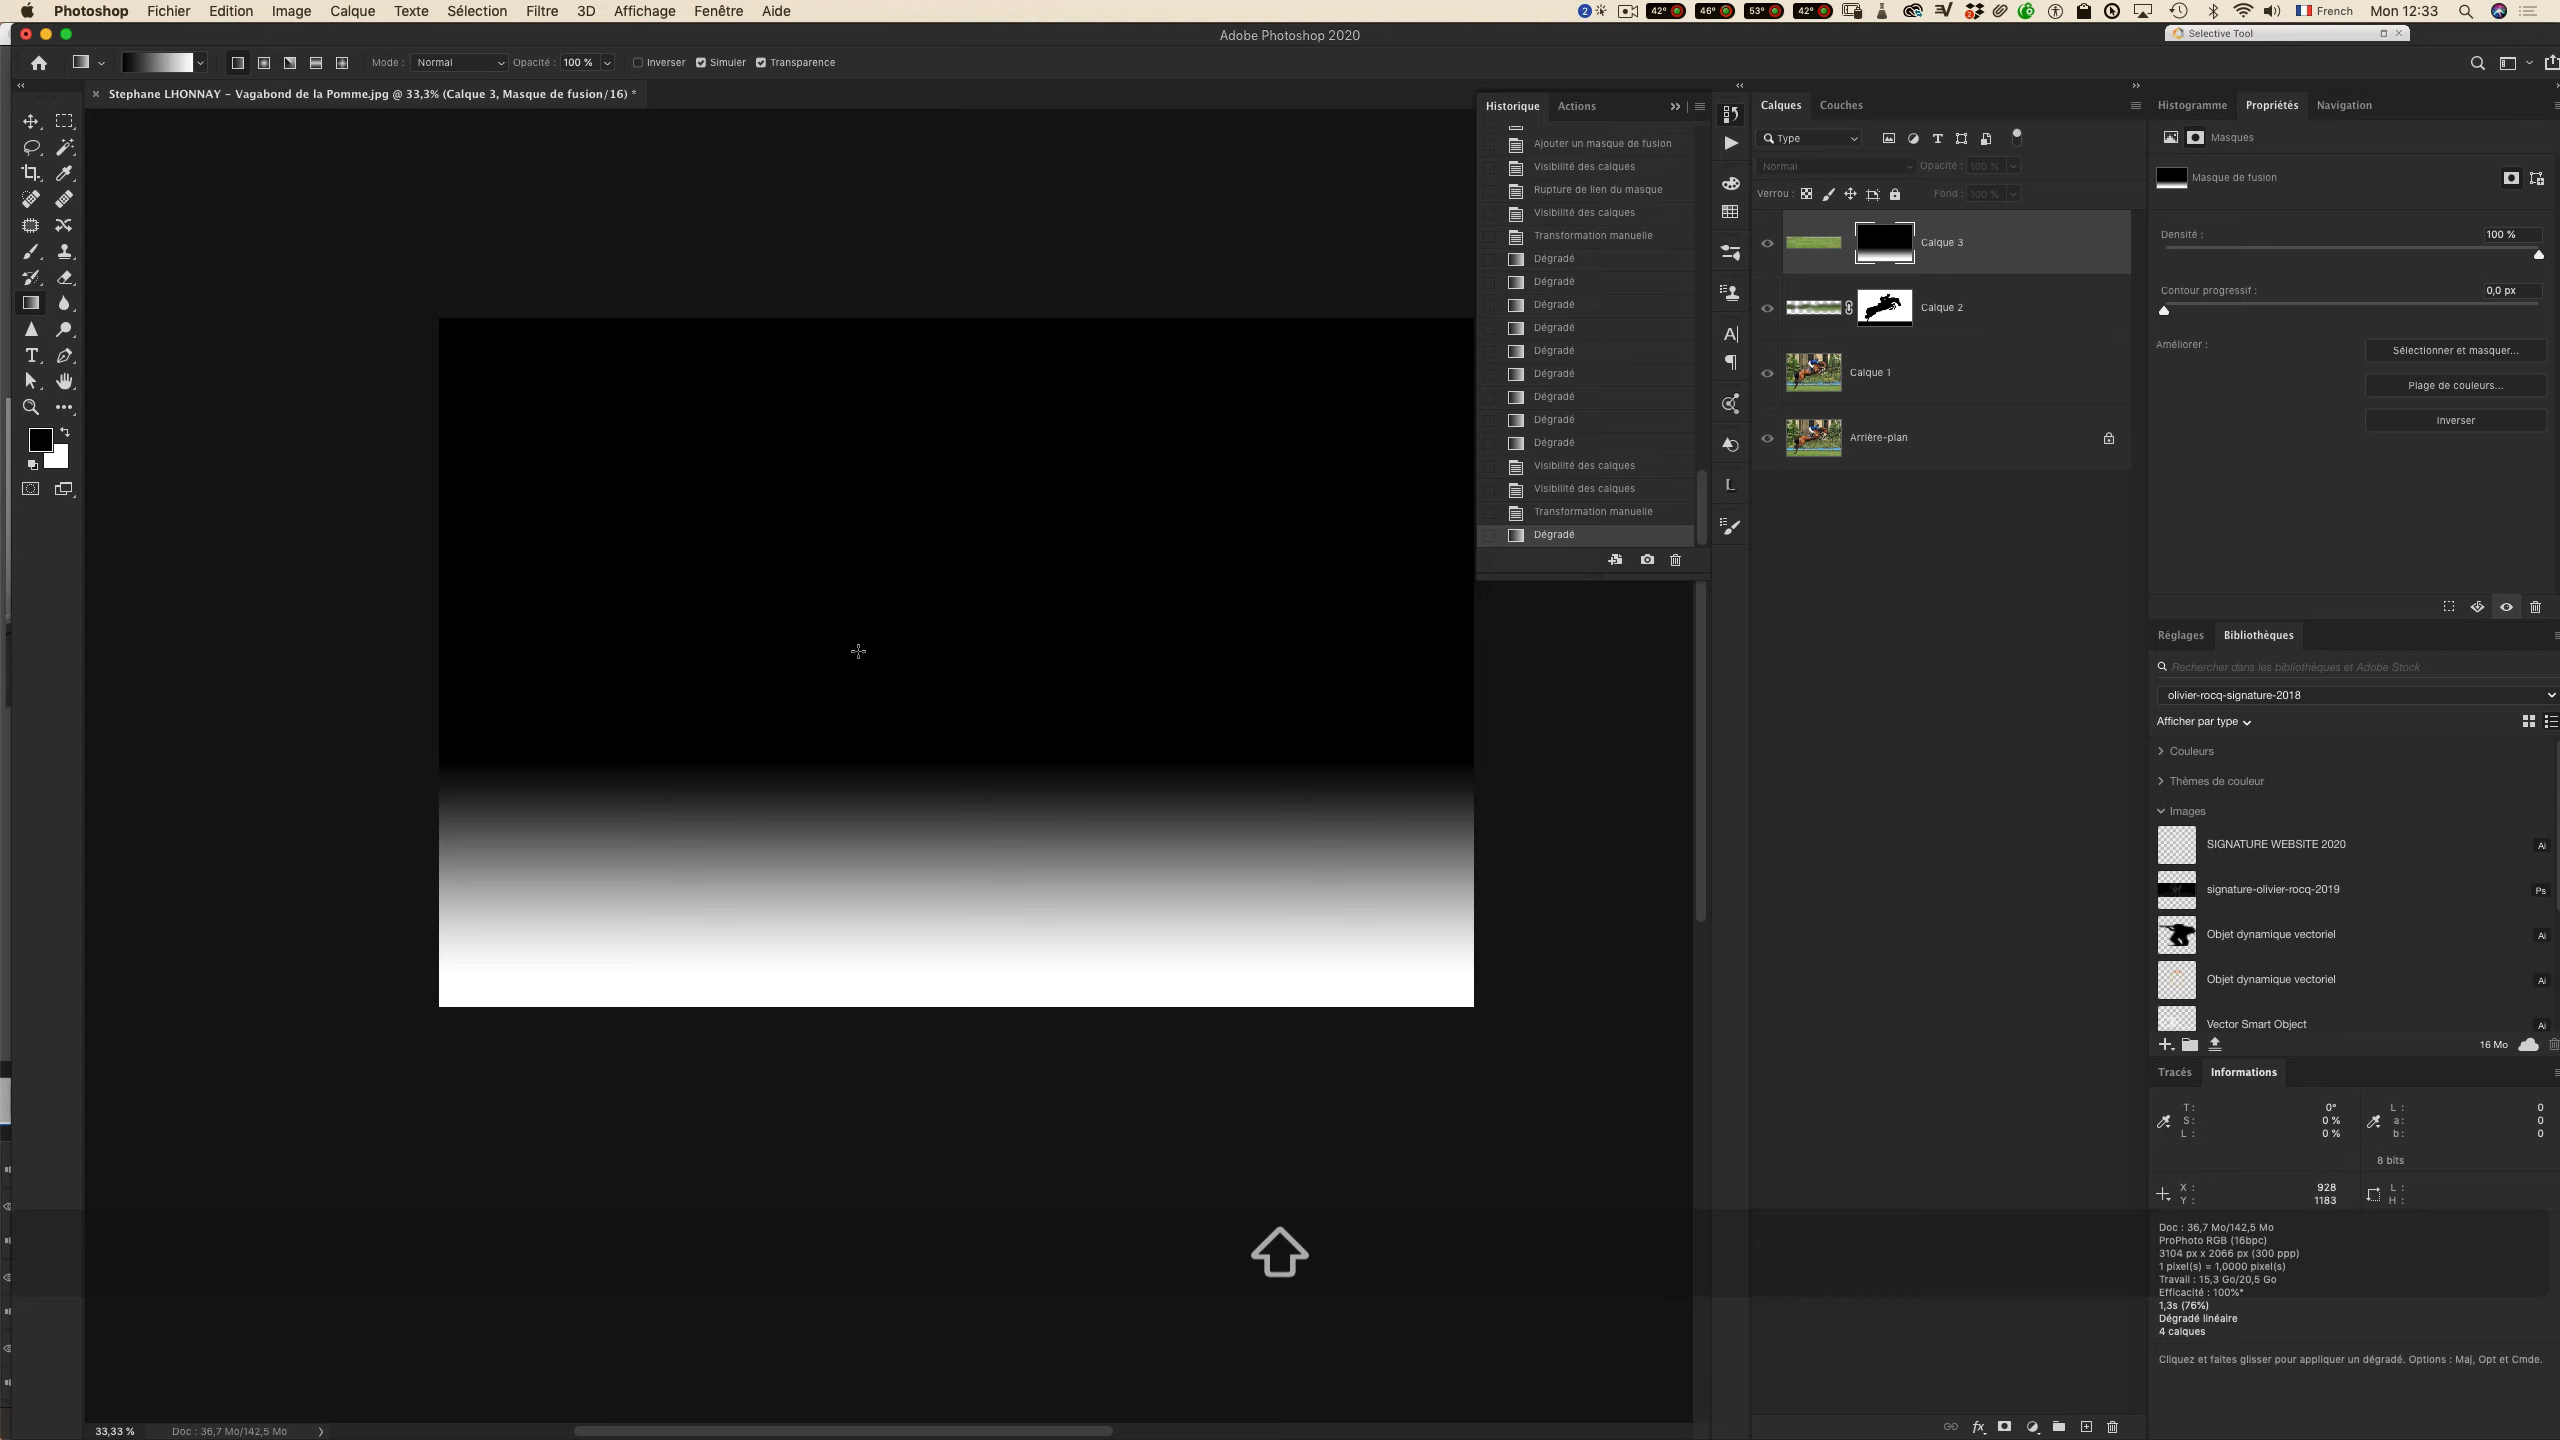 Photoshop Fichier Edition Image Calque Texte Sélection Filtre 3D Affichage Fenêtre Aide
2 42° 46° 53° 42° French Mon 12:33
Adobe Photoshop 2020
Selective Tool
Mode : Normal Opacité : 100 % Inverser Simuler Transparence
Stephane LHONNAY – Vagabond de la Pomme.jpg @ 33,3% (Calque 3, Masque de fusion/16) *
Historique Actions
Ajouter un masque de fusion
Visibilité des calques
Rupture de lien du masque
Visibilité des calques
Transformation manuelle
Dégradé
Dégradé
Dégradé
Dégradé
Dégradé
Dégradé
Dégradé
Dégradé
Dégradé
Visibilité des calques
Visibilité des calques
Transformation manuelle
Dégradé
Calques Couches
Type
Normal Opacité : 100 %
Verrou : Fond : 100 %
Calque 3
Calque 2
Calque 1
Arrière-plan
Histogramme Propriétés Navigation
Masques
Masque de fusion
Densité : 100 %
Contour progressif : 0,0 px
Améliorer :
Sélectionner et masquer...
Plage de couleurs...
Inverser
Réglages Bibliothèques
Rechercher dans les bibliothèques et Adobe Stock
olivier-rocq-signature-2018
Afficher par type
Couleurs
Thèmes de couleur
Images
SIGNATURE WEBSITE 2020 Ai
signature-olivier-rocq-2019 Ps
Objet dynamique vectoriel Ai
Objet dynamique vectoriel Ai
Vector Smart Object Ai
16 Mo
Tracés Informations
T : 0° L : 0
S : 0 % a : 0
L : 0 % b : 0
8 bits
X : 928 L :
Y : 1183 H :
Doc : 36,7 Mo/142,5 Mo
ProPhoto RGB (16bpc)
3104 px x 2066 px (300 ppp)
1 pixel(s) = 1,0000 pixel(s)
Travail : 15,3 Go/20,5 Go
Efficacité : 100%*
1,3s (76%)
Dégradé linéaire
4 calques
Cliquez et faites glisser pour appliquer un dégradé. Options : Maj, Opt et Cmde.
33,33 % Doc : 36,7 Mo/142,5 Mo